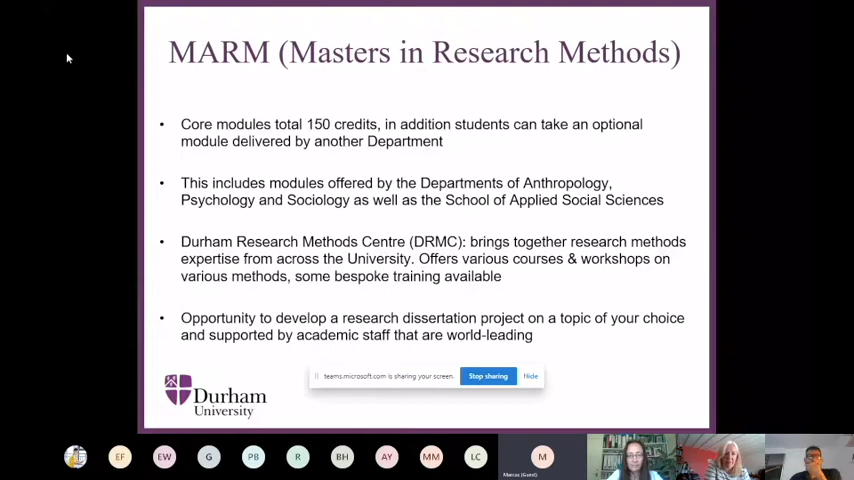 MARM (Masters in Research Methods)
• Core modules total 150 credits, in addition students can take an optional
module delivered by another Department
• This includes modules offered by the Departments of Anthropology,
Psychology and Sociology as well as the School of Applied Social Sciences
• Durham Research Methods Centre (DRMC): brings together research methods
expertise from across the University. Offers various courses & workshops on
various methods, some bespoke training available
• Opportunity to develop a research dissertation project on a topic of your choice
and supported by academic staff that are world-leading
teams.microsoft.com is sharing your screen. Stop sharing Hide
Durham
University
EF EW G PB R BH AY MM LC M
Marcas (Guest)